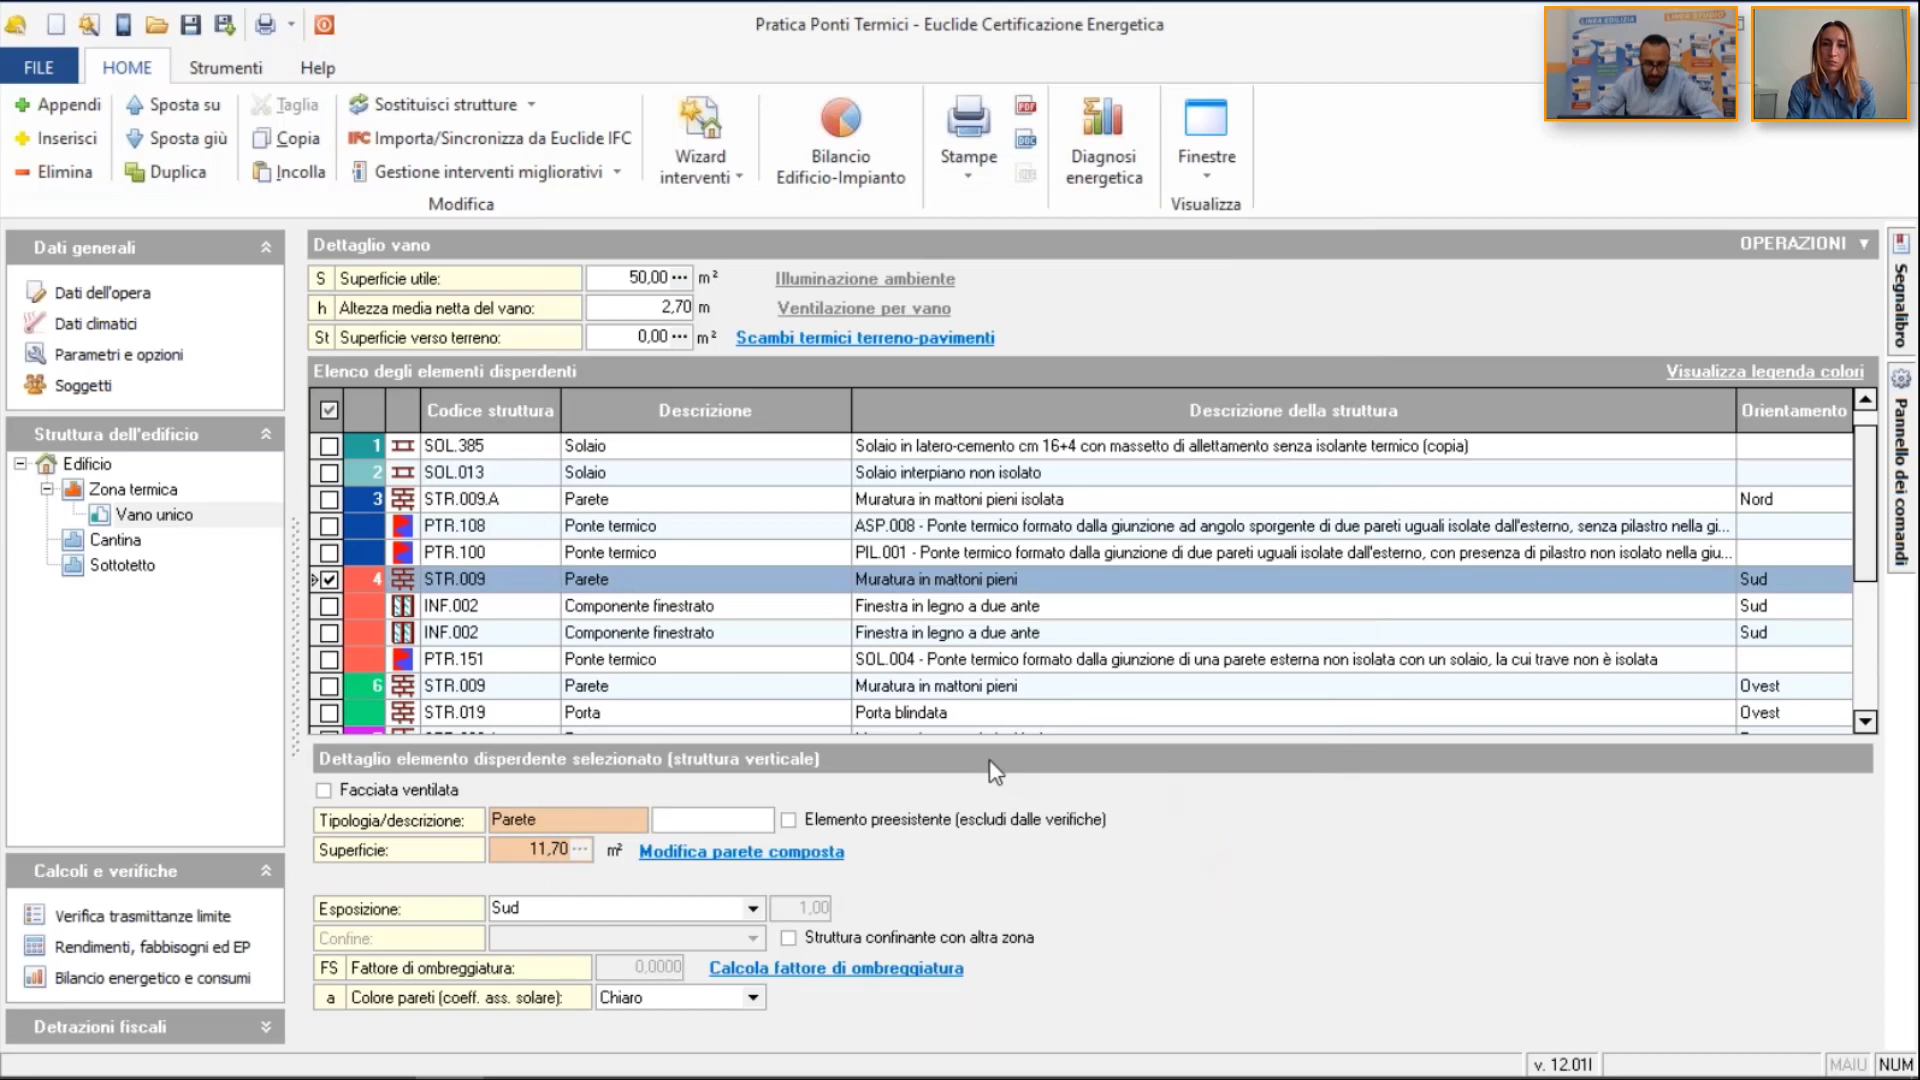 Pratica Ponti Termici - Euclide Certificazione Energetica
LINEA EDILIZIA
LINEA STUDIO
FILE
HOME
Strumenti
Help
Appendi
Sposta su
Taglia
Sostituisci strutture
Inserisci
Sposta giù
Copia
IFC Importa/Sincronizza da Euclide IFC
Elimina
Duplica
Incolla
Gestione interventi migliorativi
Modifica
Wizard
interventi
Bilancio
Edificio-Impianto
Stampe
PDF
DOC
Diagnosi
energetica
Finestre
Visualizza
Dati generali
Dati dell'opera
Dati climatici
Parametri e opzioni
Soggetti
Struttura dell'edificio
Edificio
Zona termica
Vano unico
Cantina
Sottotetto
Calcoli e verifiche
Verifica trasmittanze limite
Rendimenti, fabbisogni ed EP
Bilancio energetico e consumi
Detrazioni fiscali
Dettaglio vano
OPERAZIONI
S Superficie utile: 50,00 m² Illuminazione ambiente
h Altezza media netta del vano: 2,70 m Ventilazione per vano
St Superficie verso terreno: 0,00 m² Scambi termici terreno-pavimenti
Elenco degli elementi disperdenti
Visualizza legenda colori
Codice struttura Descrizione Descrizione della struttura Orientamento
1 SOL.385 Solaio Solaio in latero-cemento cm 16+4 con massetto di allettamento senza isolante termico (copia)
2 SOL.013 Solaio Solaio interpiano non isolato
3 STR.009.A Parete Muratura in mattoni pieni isolata Nord
PTR.108 Ponte termico ASP.008 - Ponte termico formato dalla giunzione ad angolo sporgente di due pareti uguali isolate dall'esterno, senza pilastro nella gi...
PTR.100 Ponte termico PIL.001 - Ponte termico formato dalla giunzione di due pareti uguali isolate dall'esterno, con presenza di pilastro non isolato nella giu...
4 STR.009 Parete Muratura in mattoni pieni Sud
INF.002 Componente finestrato Finestra in legno a due ante Sud
INF.002 Componente finestrato Finestra in legno a due ante Sud
PTR.151 Ponte termico SOL.004 - Ponte termico formato dalla giunzione di una parete esterna non isolata con un solaio, la cui trave non è isolata
6 STR.009 Parete Muratura in mattoni pieni Ovest
STR.019 Porta Porta blindata Ovest
Dettaglio elemento disperdente selezionato (struttura verticale)
Facciata ventilata
Tipologia/descrizione: Parete Elemento preesistente (escludi dalle verifiche)
Superficie: 11,70 m² Modifica parete composta
Esposizione: Sud 1,00
Confine: Struttura confinante con altra zona
FS Fattore di ombreggiatura: 0,0000 Calcola fattore di ombreggiatura
a Colore pareti (coeff. ass. solare): Chiaro
Segnalibro
Pannello dei comandi
v. 12.01l
MAIU
NUM